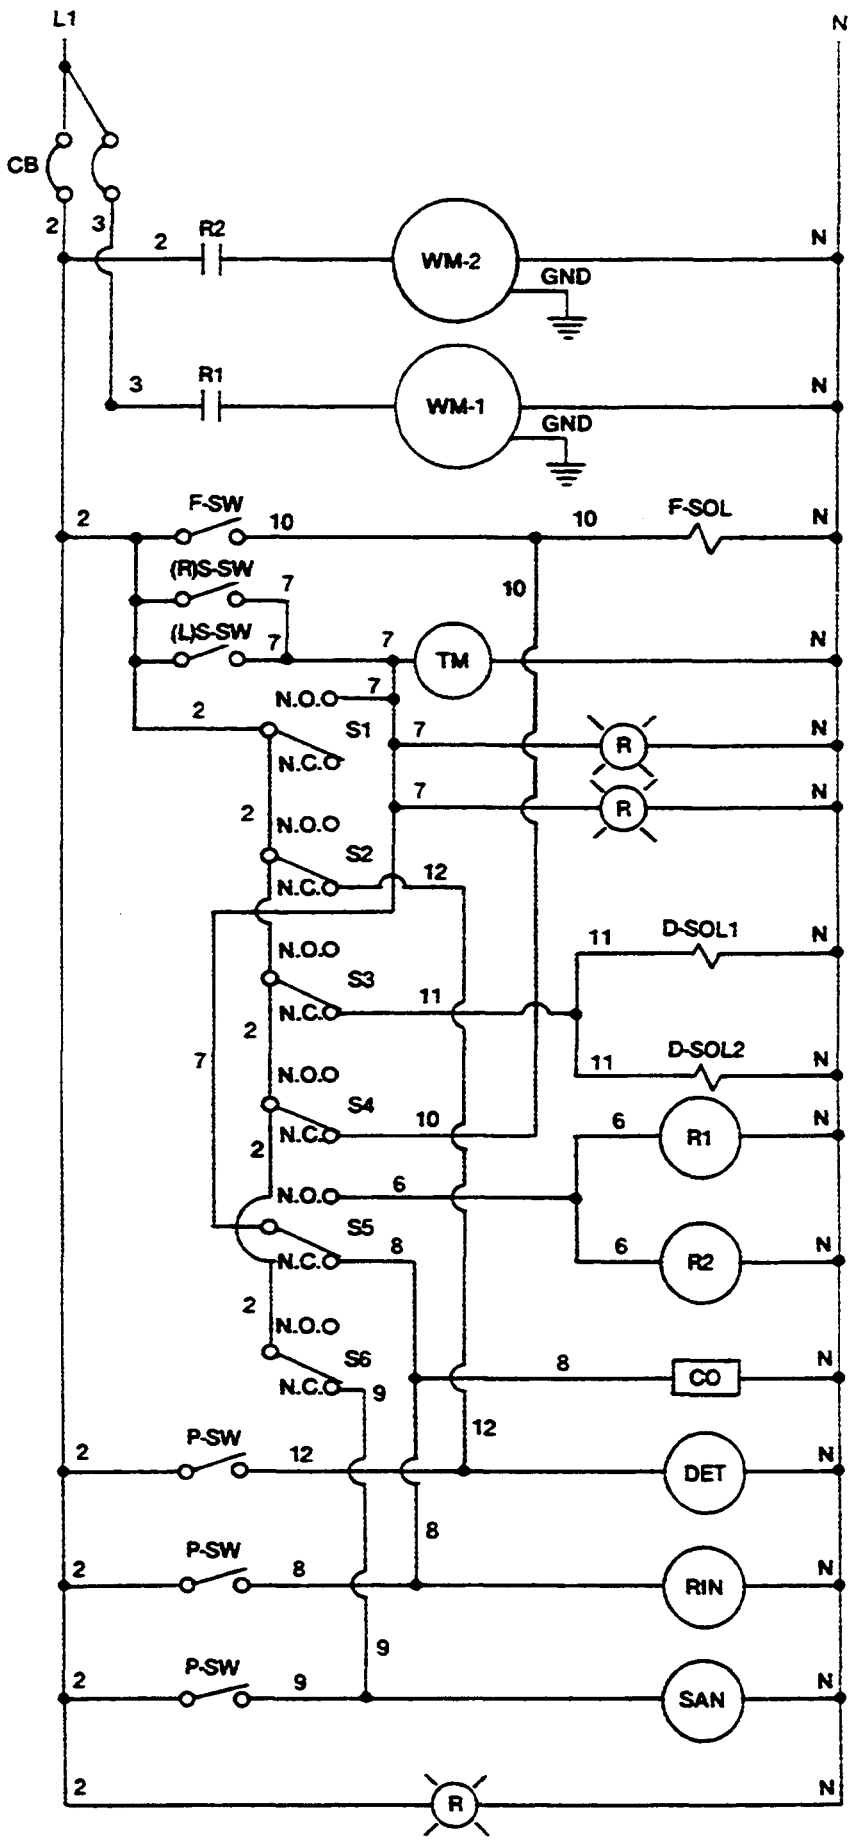 L1 N
CB
2 3 2 R2 WM-2 N
GND
3 R1 WM-1 N
GND
2 F-SW 10 10 F-SOL N
(R)S-SW 7 10
(L)S-SW 7 7 TM N
N.O. 7
2 S1 7 R N
N.C.
7 R N
2 N.O.
S2
N.C. 12
11 D-SOL1 N
N.O.
S3
N.C. 11
2
7 N.O. 11 D-SOL2 N
S4
N.C. 10 6 R1 N
2
N.O. 6
S5
N.C. 8 6 R2 N
2
N.O.
S6 8 CO N
N.C. 9
12
2 P-SW 12 DET N
8
2 P-SW 8 RIN N
9
2 P-SW 9 SAN N
2 R N